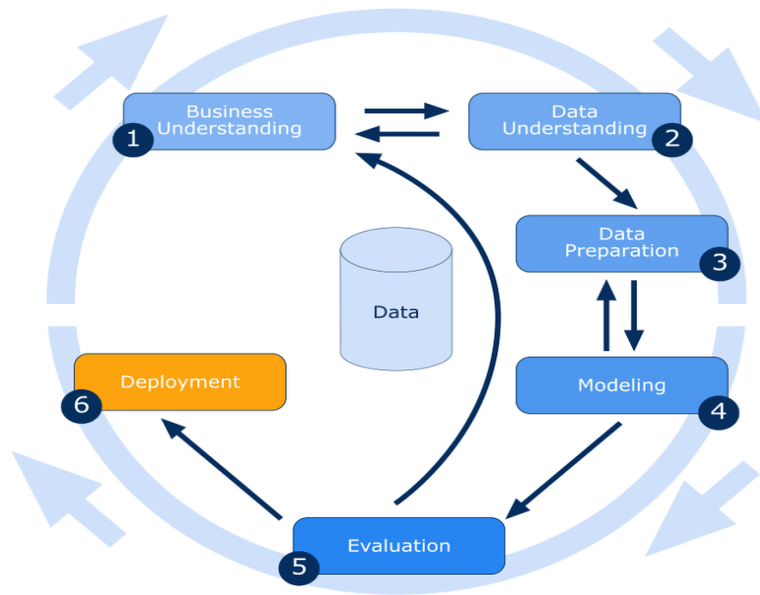 Business
Understanding
1
Data
Understanding
2
Data
Preparation
3
Data
Deployment
6
Modeling
4
Evaluation
5